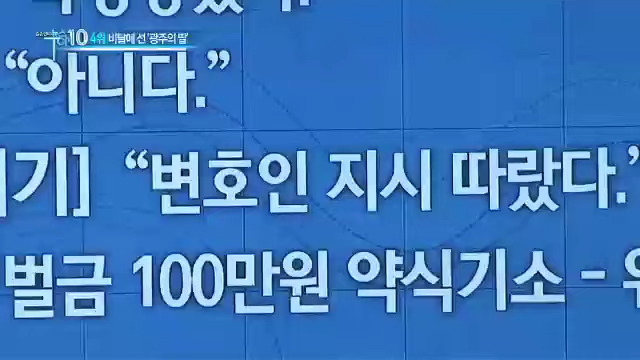 10 4위 비탈에 선 '광주의 딸'
“아니다.”
기] “변호인 지시 따랐다.”
벌금 100만원 약식기소 –